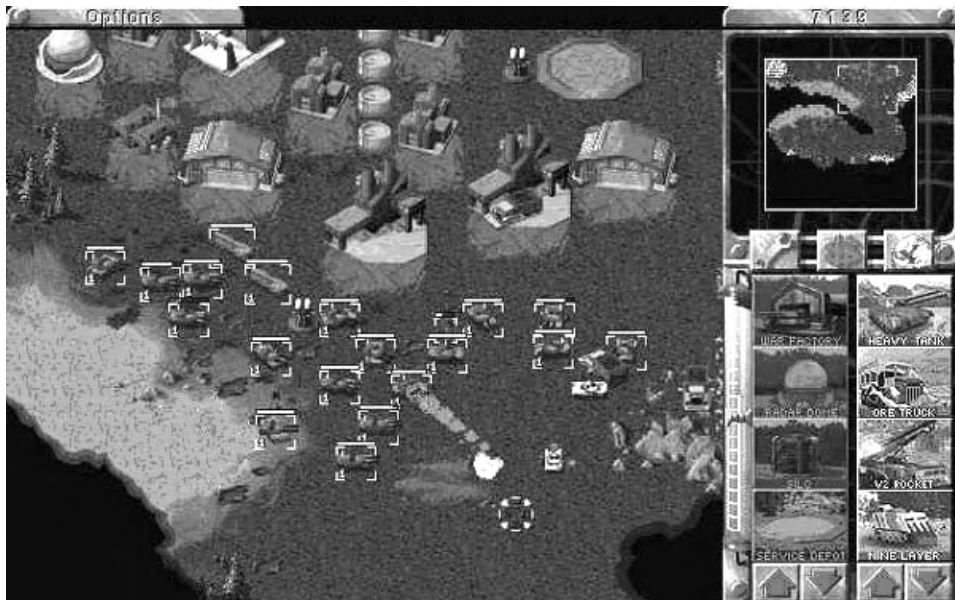 Options
7139
WAR FACTORY
HEAVY TANK
RADAR DOME
ORE TRUCK
SILO
V2 ROCKET
SERVICE DEPOT
MINE LAYER